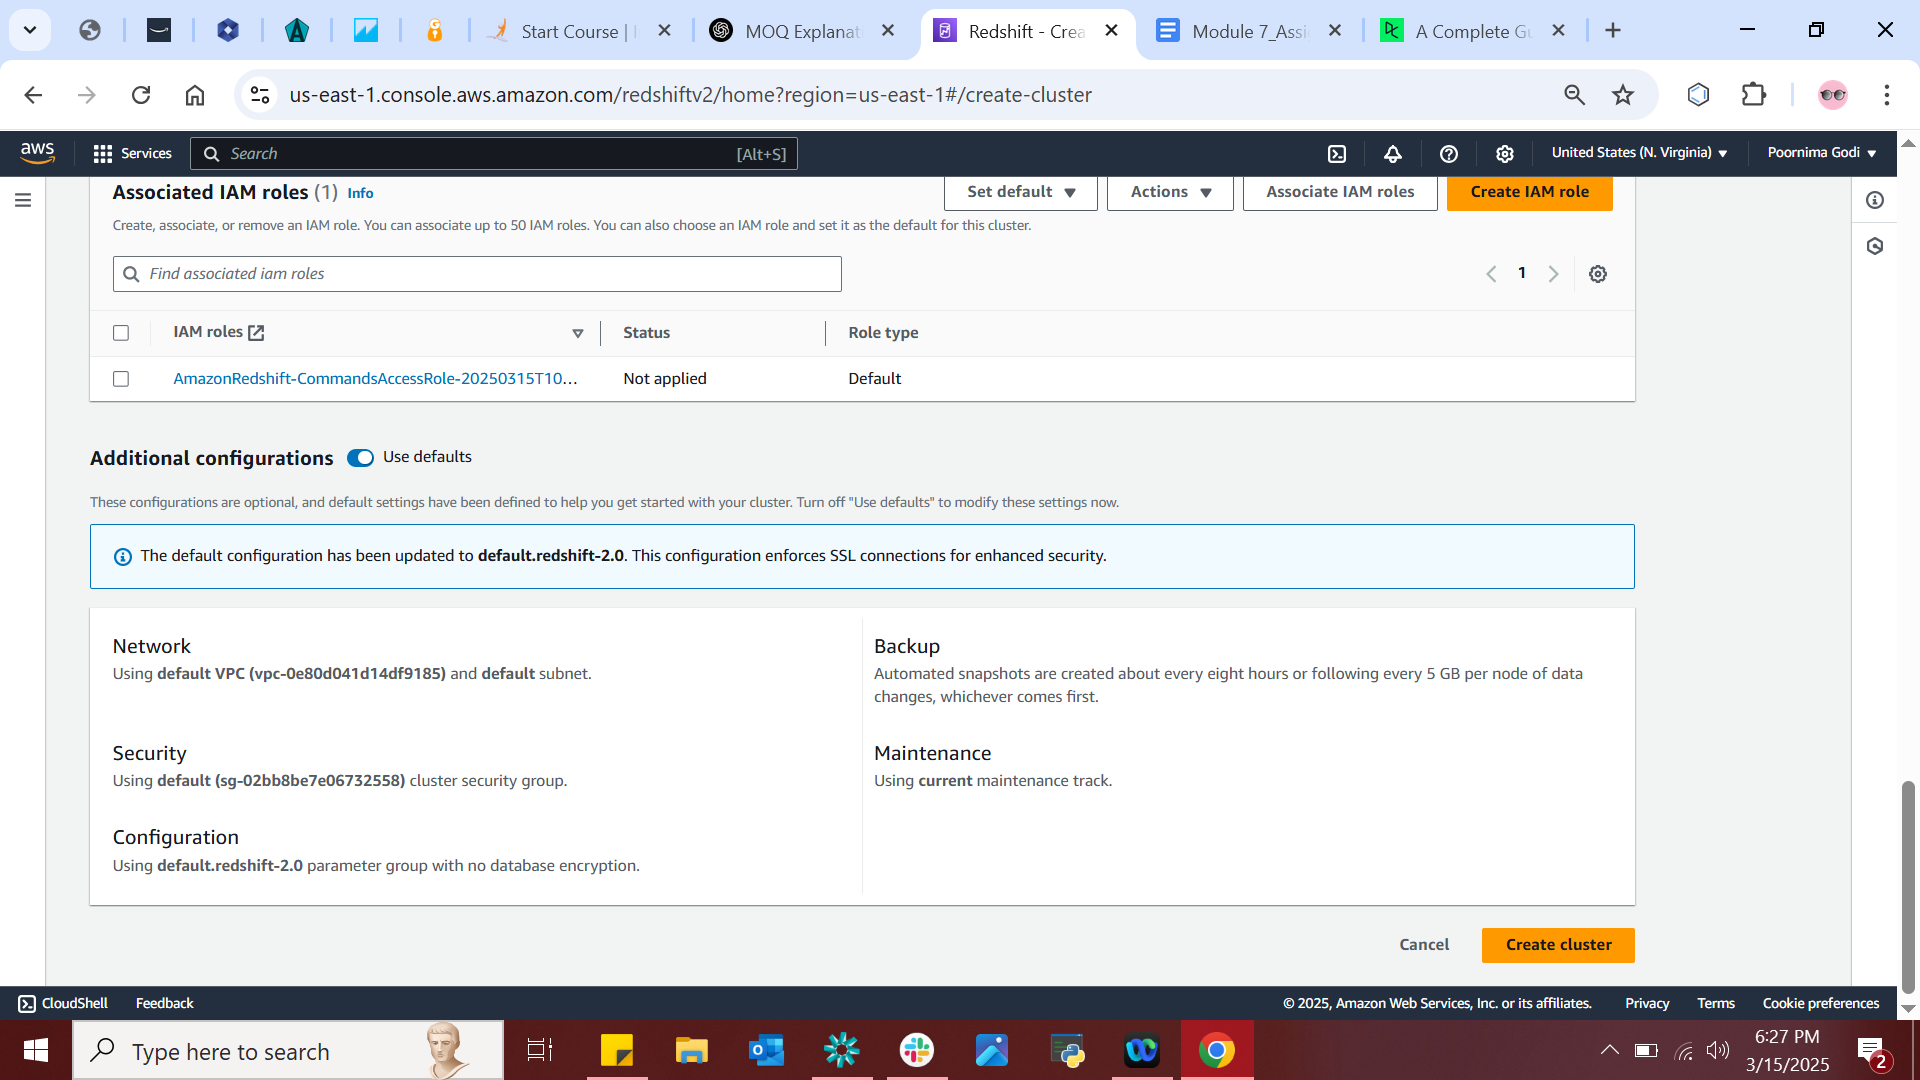 Start Course | I
MOQ Explanat
Redshift - Crea
Module 7_Assi
A Complete Gu
us-east-1.console.aws.amazon.com/redshiftv2/home?region=us-east-1#/create-cluster
aws
Services
Search
[Alt+S]
United States (N. Virginia)
Poornima Godi
Associated IAM roles (1) Info
Set default
Actions
Associate IAM roles
Create IAM role
Create, associate, or remove an IAM role. You can associate up to 50 IAM roles. You can also choose an IAM role and set it as the default for this cluster.
Find associated iam roles
1
IAM roles
Status
Role type
AmazonRedshift-CommandsAccessRole-20250315T10...
Not applied
Default
Additional configurations
Use defaults
These configurations are optional, and default settings have been defined to help you get started with your cluster. Turn off "Use defaults" to modify these settings now.
The default configuration has been updated to default.redshift-2.0. This configuration enforces SSL connections for enhanced security.
Network
Using default VPC (vpc-0e80d041d14df9185) and default subnet.
Backup
Automated snapshots are created about every eight hours or following every 5 GB per node of data
changes, whichever comes first.
Security
Using default (sg-02bb8be7e06732558) cluster security group.
Maintenance
Using current maintenance track.
Configuration
Using default.redshift-2.0 parameter group with no database encryption.
Cancel
Create cluster
CloudShell
Feedback
© 2025, Amazon Web Services, Inc. or its affiliates.
Privacy
Terms
Cookie preferences
Type here to search
6:27 PM
3/15/2025
2